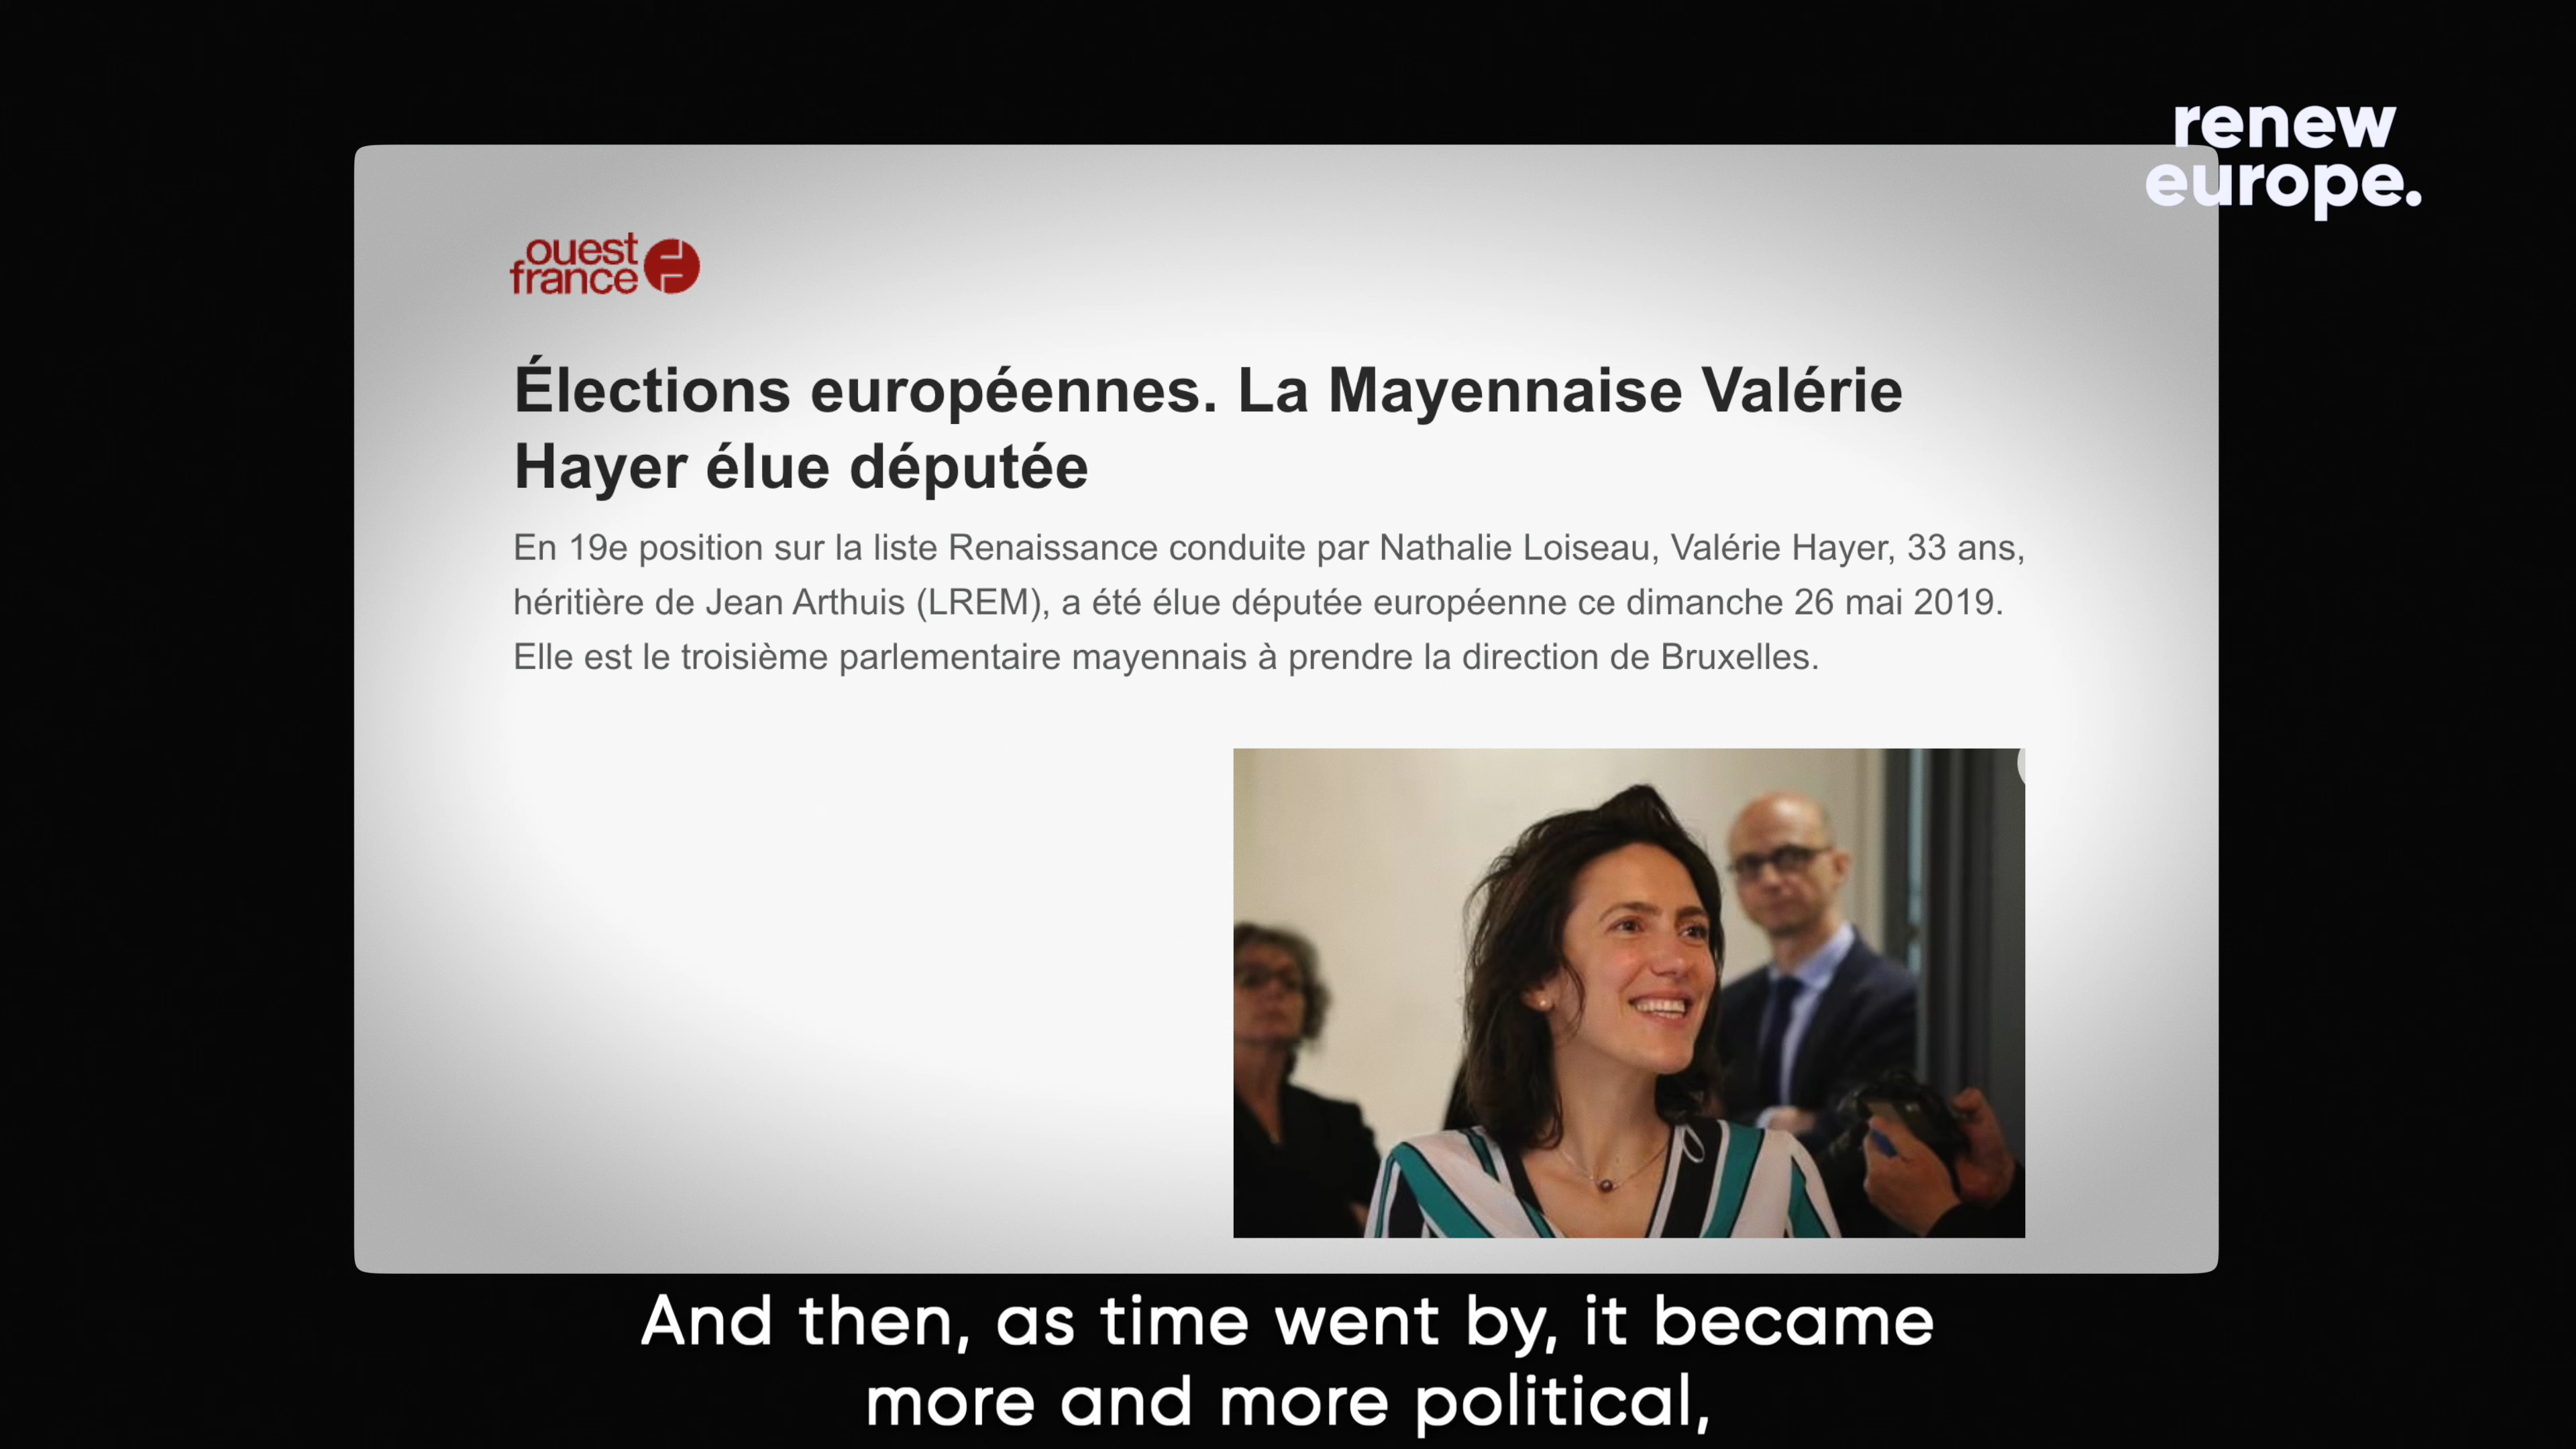 renew
europe.
ouest
france
Élections européennes. La Mayennaise Valérie
Hayer élue députée
En 19e position sur la liste Renaissance conduite par Nathalie Loiseau, Valérie Hayer, 33 ans,
héritière de Jean Arthuis (LREM), a été élue députée européenne ce dimanche 26 mai 2019.
Elle est le troisième parlementaire mayennais à prendre la direction de Bruxelles.
And then, as time went by, it became
more and more political,